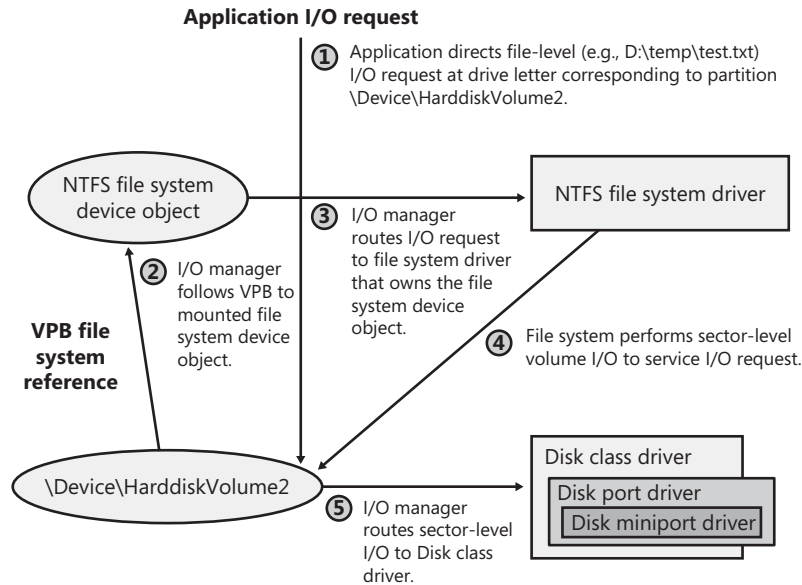 Application I/O request
1 Application directs file-level (e.g., D:\temp\test.txt)
I/O request at drive letter corresponding to partition
\Device\HarddiskVolume2.
NTFS file system
device object
NTFS file system driver
2 I/O manager
follows VPB to
mounted file
system device
object.
3 I/O manager
routes I/O request
to file system driver
that owns the file
system device
object.
VPB file
system
reference
4 File system performs sector-level
volume I/O to service I/O request.
\Device\HarddiskVolume2
5 I/O manager
routes sector-level
I/O to Disk class
driver.
Disk class driver
Disk port driver
Disk miniport driver